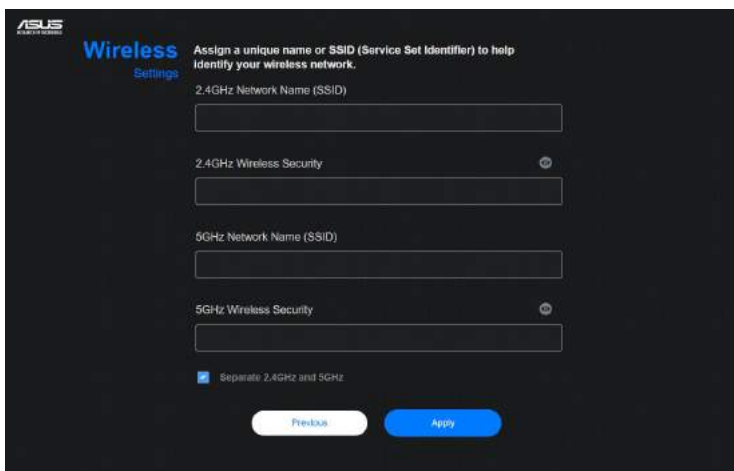 ASUS
Wireless
Settings
Assign a unique name or SSID (Service Set Identifier) to help
identify your wireless network.
2.4GHz Network Name (SSID)
2.4GHz Wireless Security
5GHz Network Name (SSID)
5GHz Wireless Security
Separate 2.4GHz and 5GHz
Previous
Apply